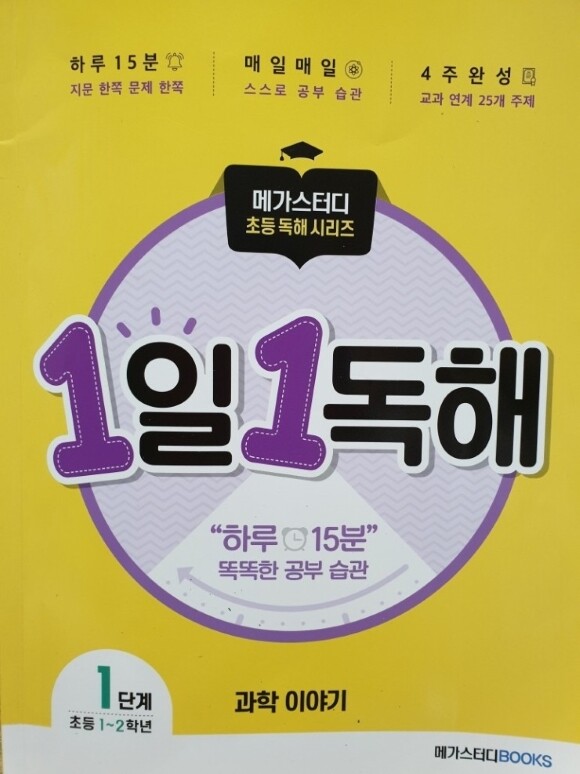 하루 15분
지문 한쪽 문제 한쪽
매일매일
스스로 공부 습관
4주완성
교과 연계 25개 주제
메가스터디
초등 독해 시리즈
1일 1독해
“하루 15분”
똑똑한 공부 습관
1단계
초등 1~2학년
과학 이야기
메가스터디BOOKS